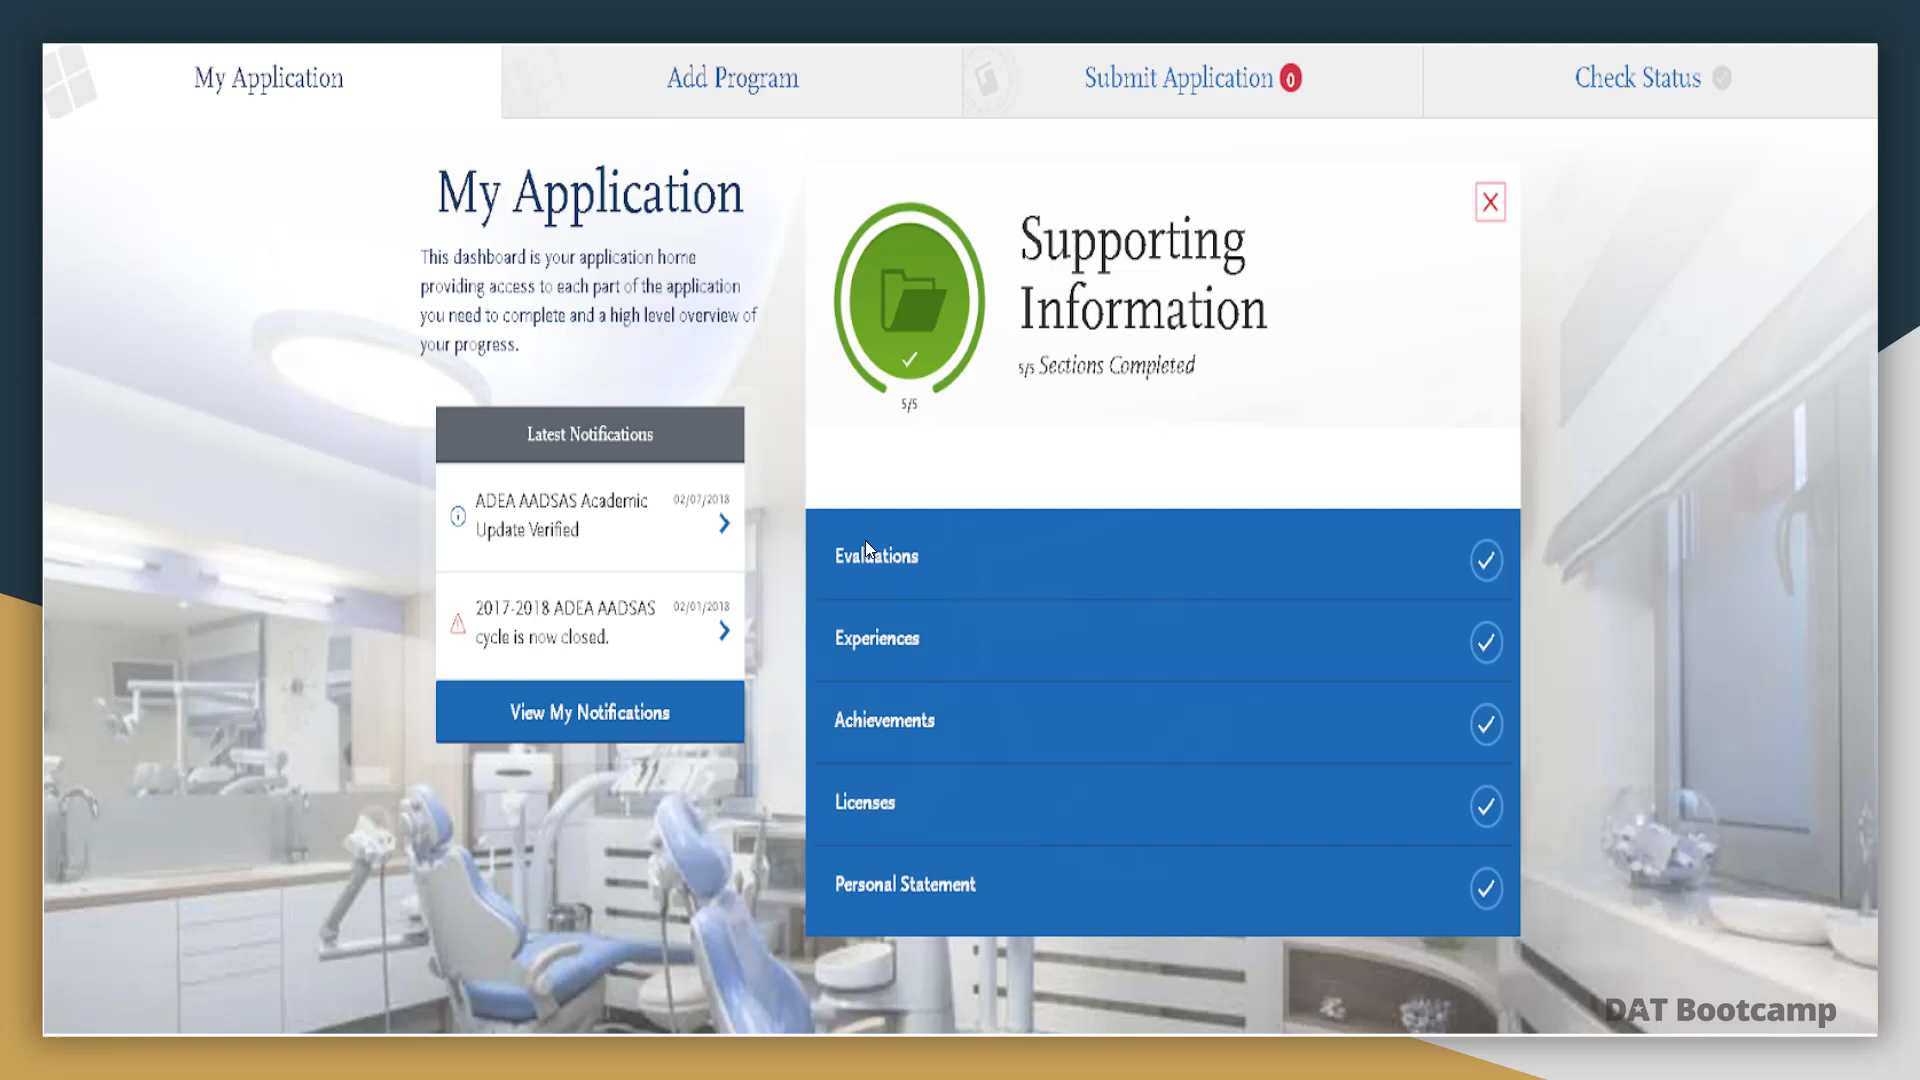 My Application
Add Program
Submit Application 0
Check Status
My Application
This dashboard is your application home
providing access to each part of the application
you need to complete and a high level overview of
your progress.
Latest Notifications
ADEA AADSAS Academic
Update Verified
02/07/2018
2017-2018 ADEA AADSAS
cycle is now closed.
02/01/2018
View My Notifications
5/5
Supporting
Information
5/5 Sections Completed
Evaluations
Experiences
Achievements
Licenses
Personal Statement
DAT Bootcamp